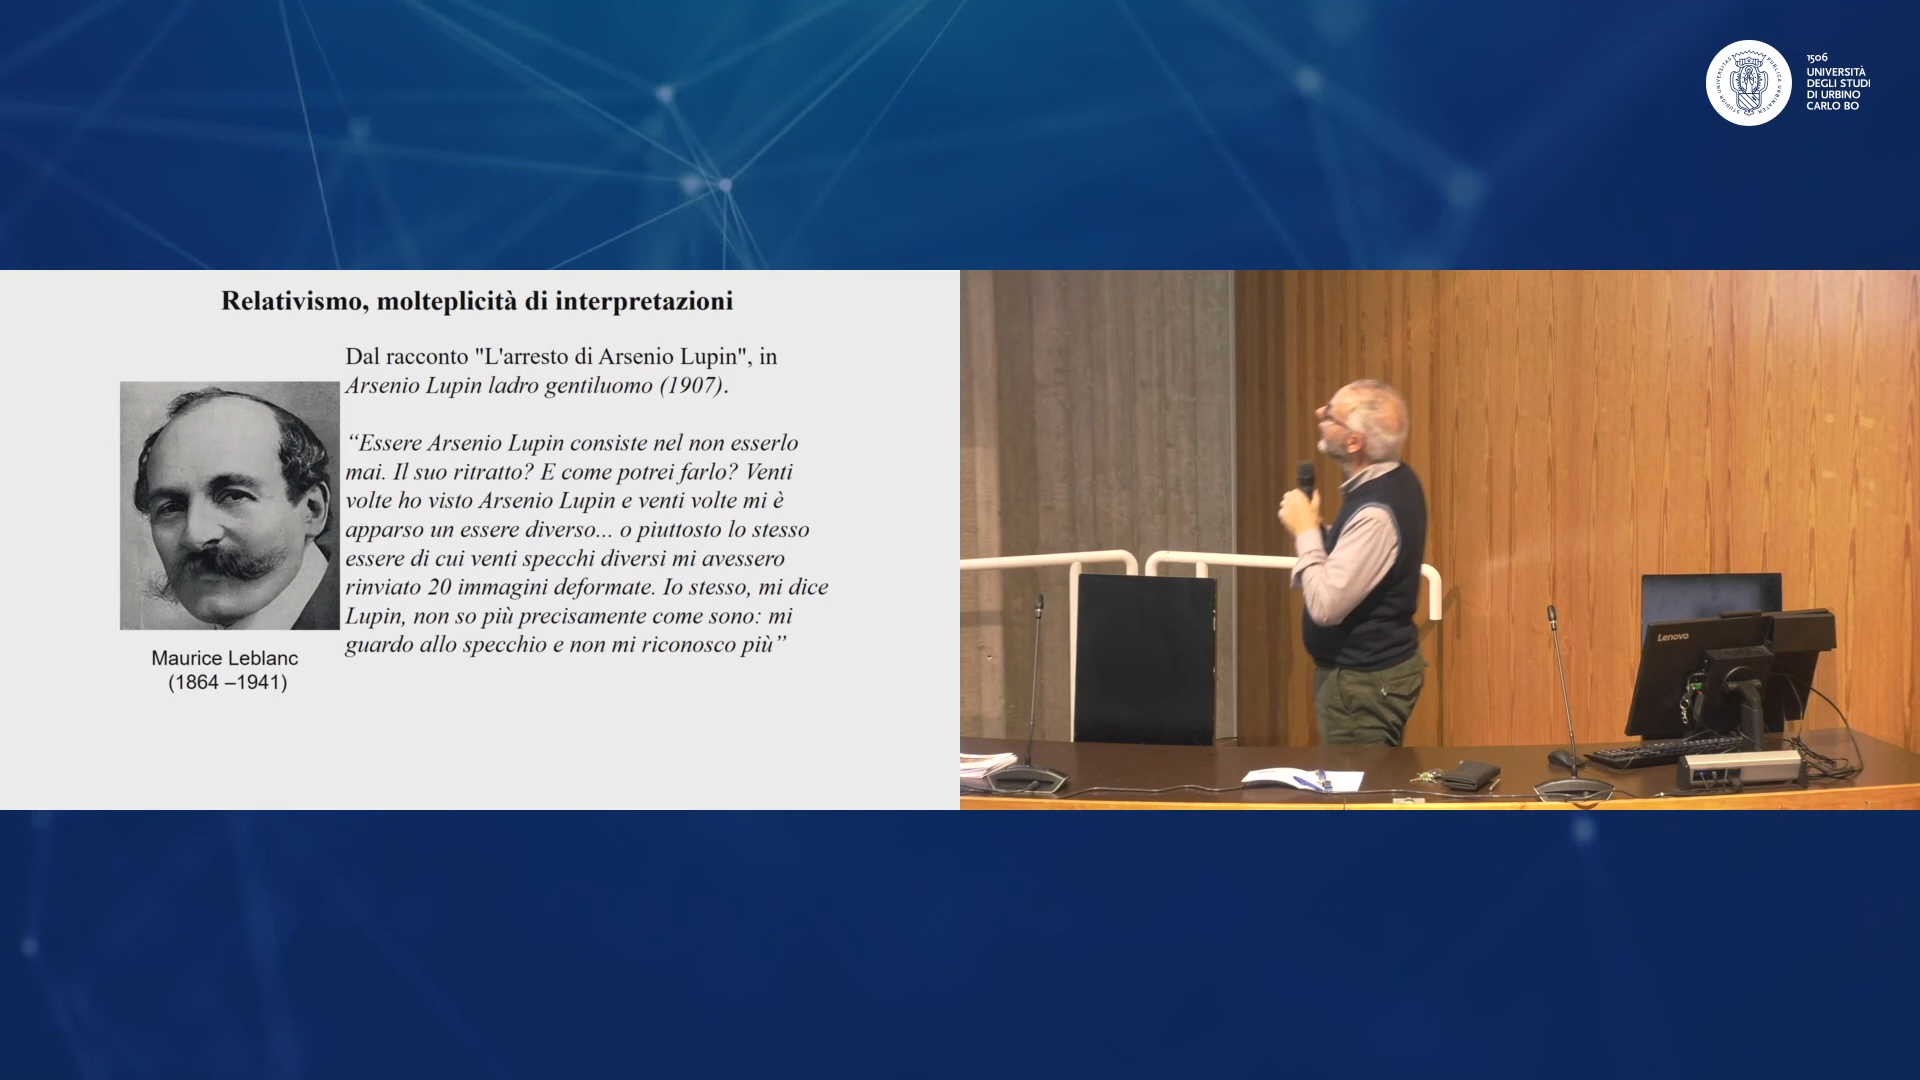 1506
UNIVERSITÀ
DEGLI STUDI
DI URBINO
CARLO BO
Relativismo, molteplicità di interpretazioni
Dal racconto "L'arresto di Arsenio Lupin", in
Arsenio Lupin ladro gentiluomo (1907).
“Essere Arsenio Lupin consiste nel non esserlo
mai. Il suo ritratto? E come potrei farlo? Venti
volte ho visto Arsenio Lupin e venti volte mi è
apparso un essere diverso... o piuttosto lo stesso
essere di cui venti specchi diversi mi avessero
rinviato 20 immagini deformate. Io stesso, mi dice
Lupin, non so più precisamente come sono: mi
guardo allo specchio e non mi riconosco più”
Maurice Leblanc
(1864 –1941)
Lenovo